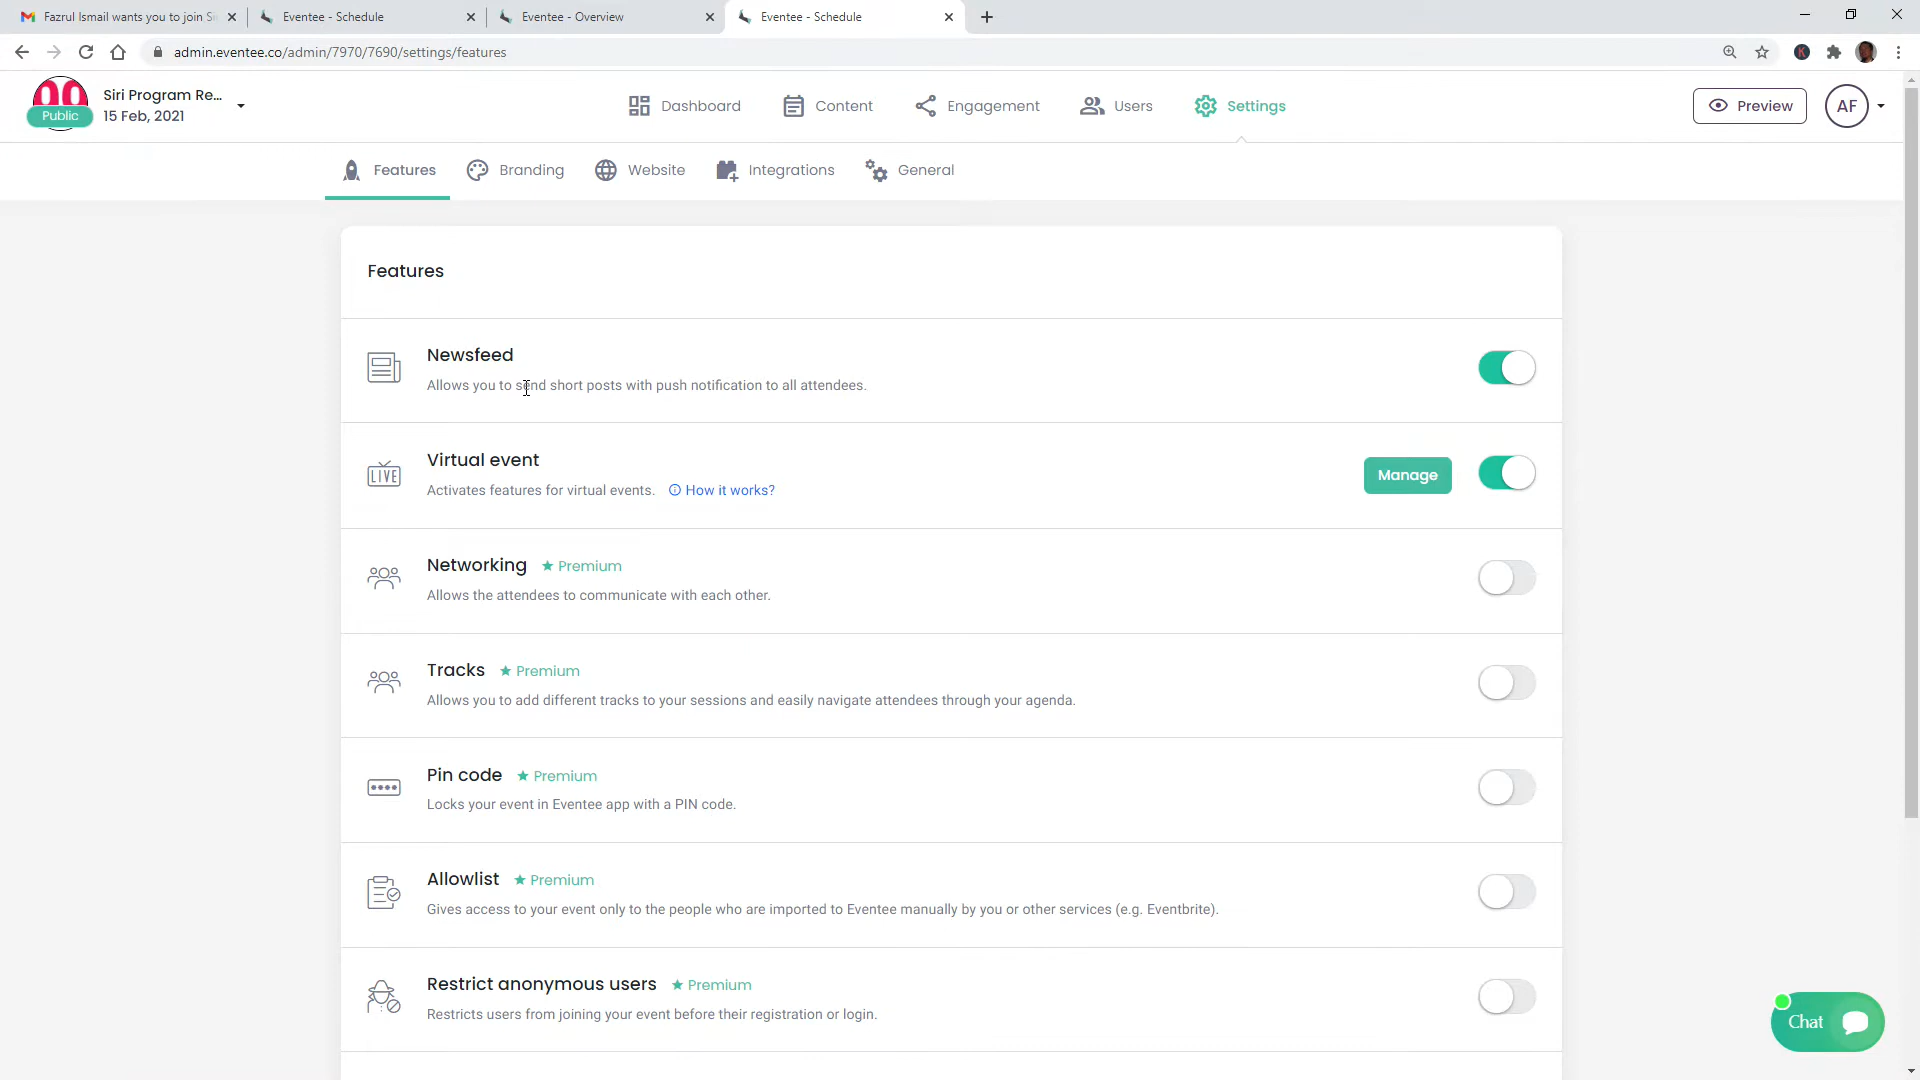 Fazrul Ismail wants you to join Si
Eventee - Schedule
Eventee - Overview
Eventee - Schedule
admin.eventee.co/admin/7970/7690/settings/features
K
Public
Siri Program Re...
15 Feb, 2021
Dashboard
Content
Engagement
Users
Settings
Preview
AF
Features
Branding
Website
Integrations
General
Features
Newsfeed
Allows you to send short posts with push notification to all attendees.
LIVE
Virtual event
Activates features for virtual events. How it works?
Manage
Networking ★ Premium
Allows the attendees to communicate with each other.
Tracks ★ Premium
Allows you to add different tracks to your sessions and easily navigate attendees through your agenda.
Pin code ★ Premium
Locks your event in Eventee app with a PIN code.
Allowlist ★ Premium
Gives access to your event only to the people who are imported to Eventee manually by you or other services (e.g. Eventbrite).
Restrict anonymous users ★ Premium
Restricts users from joining your event before their registration or login.
Chat